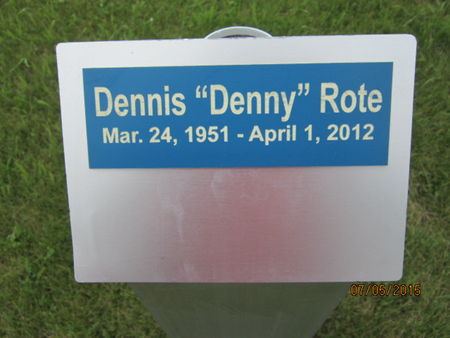 Dennis “Denny” Rote
Mar. 24, 1951 - April 1, 2012
07/05/2015